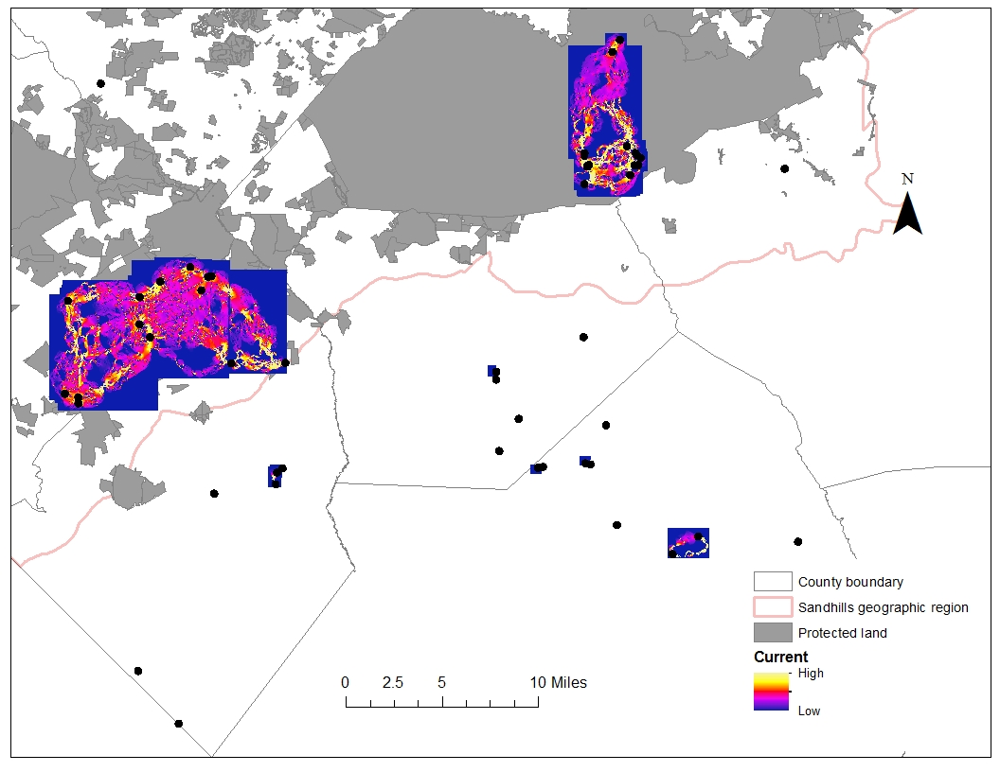 N
County boundary
Sandhills geographic region
Protected land
Current
High
Low
0 2.5 5 10 Miles